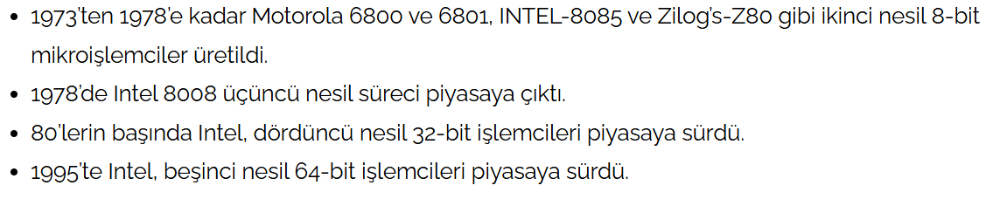 • 1973'ten 1978'e kadar Motorola 6800 ve 6801, INTEL-8085 ve Zilog's-Z80 gibi ikinci nesil 8-bit
mikroişlemciler üretildi.
• 1978'de Intel 8008 üçüncü nesil süreci piyasaya çıktı.
• 80'lerin başında Intel, dördüncü nesil 32-bit işlemcileri piyasaya sürdü.
• 1995'te Intel, beşinci nesil 64-bit işlemcileri piyasaya sürdü.